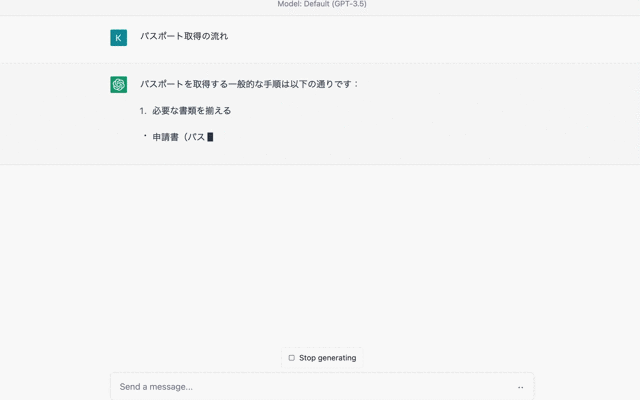 Model: Default (GPT-3.5)
K
パスポート取得の流れ
パスポートを取得する一般的な手順は以下の通りです：
1. 必要な書類を揃える
・ 申請書（パス
Stop generating
Send a message...